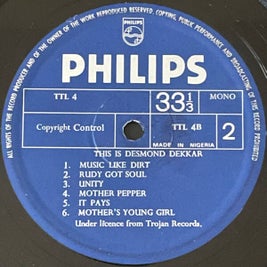 ALL RIGHTS OF THE RECORD PRODUCER AND OF THE OWNER OF THE WORK REPRODUCED RESERVED. COPYING, PUBLIC PERFORMANCE AND BROADCASTING OF THIS RECORD PROHIBITED
PHILIPS
PHILIPS
TTL 4
33 1/3
MONO
Copyright Control
TTL 4B
2
MADE IN NIGERIA
THIS IS DESMOND DEKKAR
1. MUSIC LIKE DIRT
2. RUDY GOT SOUL
3. UNITY
4. MOTHER PEPPER
5. IT PAYS
6. MOTHER'S YOUNG GIRL
Under licence from Trojan Records.